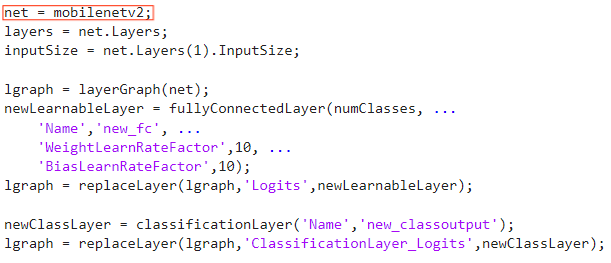 net = mobilenetv2;
layers = net.Layers;
inputSize = net.Layers(1).InputSize;
lgraph = layerGraph(net);
newLearnableLayer = fullyConnectedLayer(numClasses, ...
    'Name','new_fc', ...
    'WeightLearnRateFactor',10, ...
    'BiasLearnRateFactor',10);
lgraph = replaceLayer(lgraph,'Logits',newLearnableLayer);
newClassLayer = classificationLayer('Name','new_classoutput');
lgraph = replaceLayer(lgraph,'ClassificationLayer_Logits',newClassLayer);